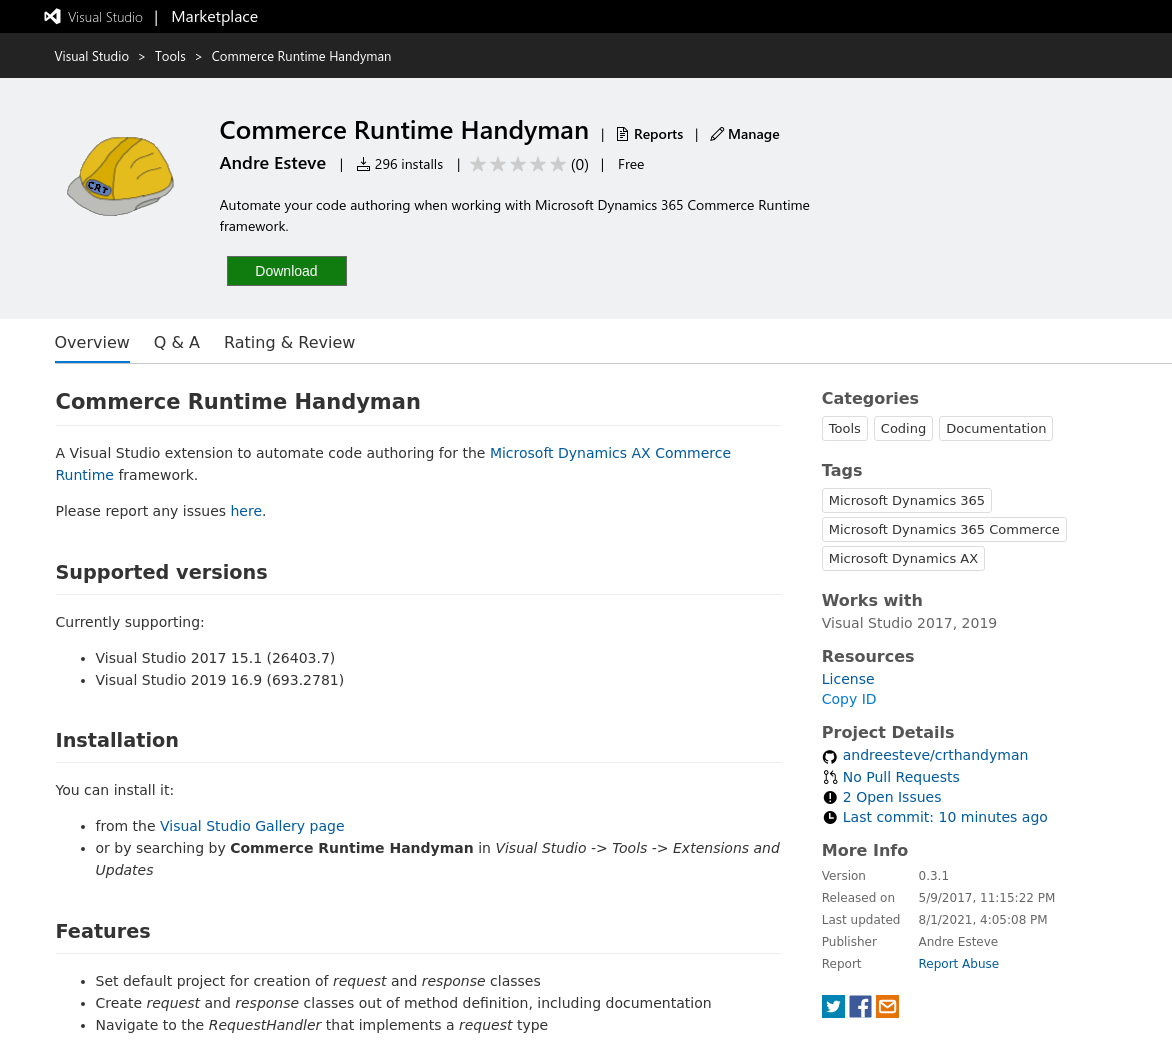 Visual Studio | Marketplace
Visual Studio > Tools > Commerce Runtime Handyman
CRT
Commerce Runtime Handyman | Reports | Manage
Andre Esteve | 296 installs | (0) | Free
Automate your code authoring when working with Microsoft Dynamics 365 Commerce Runtime
framework.
Download
Overview Q & A Rating & Review
Commerce Runtime Handyman
A Visual Studio extension to automate code authoring for the Microsoft Dynamics AX Commerce
Runtime framework.
Please report any issues here.
Supported versions
Currently supporting:
• Visual Studio 2017 15.1 (26403.7)
• Visual Studio 2019 16.9 (693.2781)
Installation
You can install it:
• from the Visual Studio Gallery page
• or by searching by Commerce Runtime Handyman in Visual Studio -> Tools -> Extensions and
Updates
Features
• Set default project for creation of request and response classes
• Create request and response classes out of method definition, including documentation
• Navigate to the RequestHandler that implements a request type
Categories
Tools Coding Documentation
Tags
Microsoft Dynamics 365
Microsoft Dynamics 365 Commerce
Microsoft Dynamics AX
Works with
Visual Studio 2017, 2019
Resources
License
Copy ID
Project Details
andreesteve/crthandyman
No Pull Requests
2 Open Issues
Last commit: 10 minutes ago
More Info
Version 0.3.1
Released on 5/9/2017, 11:15:22 PM
Last updated 8/1/2021, 4:05:08 PM
Publisher Andre Esteve
Report Report Abuse